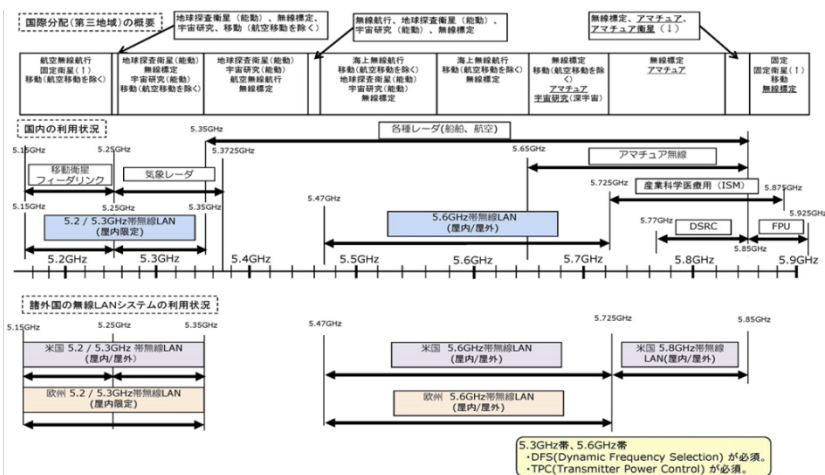 国際分配(第三地域)の概要
地球探査衛星(能動)、無線標定、
宇宙研究、移動(航空移動を除く)
無線航行、地球探査衛星(能動)、
宇宙研究(能動)、無線標定
無線標定、アマチュア、
アマチュア衛星(↓)
航空無線航行
固定衛星(↑)
移動(航空移動を除く)
地球探査衛星(能動)
無線標定
宇宙研究(能動)
移動(航空移動を除く)
地球探査衛星(能動)
宇宙研究(能動)
航空無線航行
無線標定
海上無線航行
移動(航空移動を除く)
地球探査衛星(能動)
宇宙研究(能動)
無線標定
海上無線航行
移動(航空移動を除く)
無線標定
無線標定
移動(航空移動を除く)
アマチュア
宇宙研究(深宇宙)
無線標定
アマチュア
固定
固定衛星(↑)
移動
無線標定
国内の利用状況
5.35GHz
各種レーダ(船舶、航空)
5.15GHz
5.25GHz
5.3725GHz
5.65GHz
アマチュア無線
移動衛星
フィーダリンク
気象レーダ
5.725GHz
産業科学医療用(ISM)
5.875GHz
5.15GHz
5.25GHz
5.35GHz
5.47GHz
5.77GHz
5.925GHz
5.2 / 5.3GHz帯無線LAN
(屋内限定)
5.6GHz帯無線LAN
(屋内/屋外)
DSRC
FPU
5.85GHz
5.2GHz
5.3GHz
5.4GHz
5.5GHz
5.6GHz
5.7GHz
5.8GHz
5.9GHz
諸外国の無線LANシステムの利用状況
5.15GHz
5.25GHz
5.35GHz
5.47GHz
5.725GHz
5.85GHz
米国 5.2 / 5.3GHz帯無線LAN
(屋内/屋外)
米国 5.6GHz帯無線LAN
(屋内/屋外)
米国 5.8GHz帯無線
LAN(屋内/屋外)
欧州 5.2 / 5.3GHz帯無線LAN
(屋内限定)
欧州 5.6GHz帯無線LAN
(屋内/屋外)
5.3GHz帯、5.6GHz帯
・DFS(Dynamic Frequency Selection) が必須。
・TPC(Transmitter Power Control) が必須。